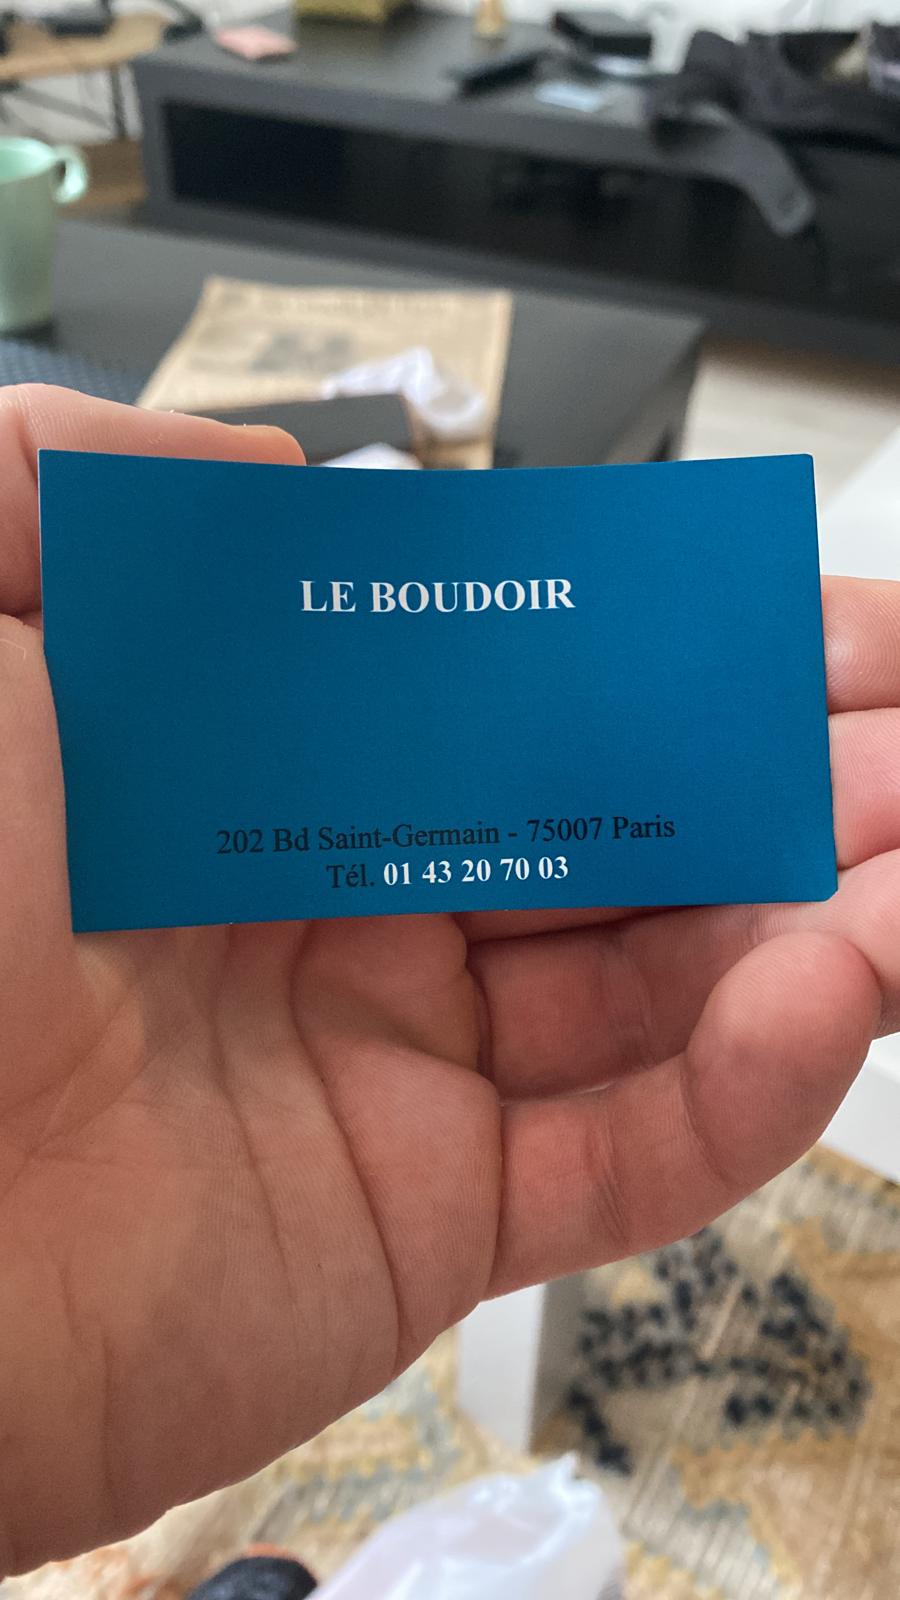 LE BOUDOIR
202 Bd Saint-Germain - 75007 Paris
Tél. 01 43 20 70 03